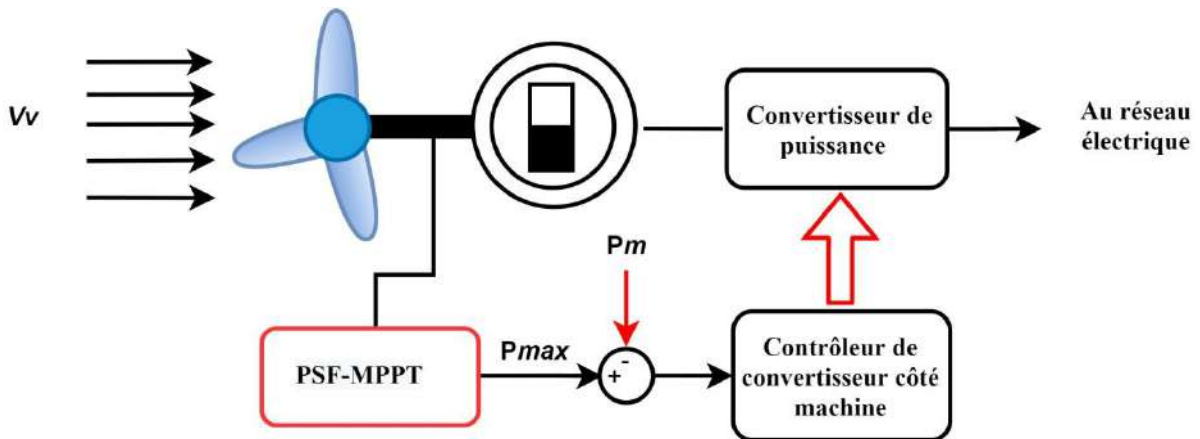 Vv
Convertisseur de
puissance
Au réseau
électrique
Pm
PSF-MPPT
Pmax
+
-
Contrôleur de
convertisseur côté
machine